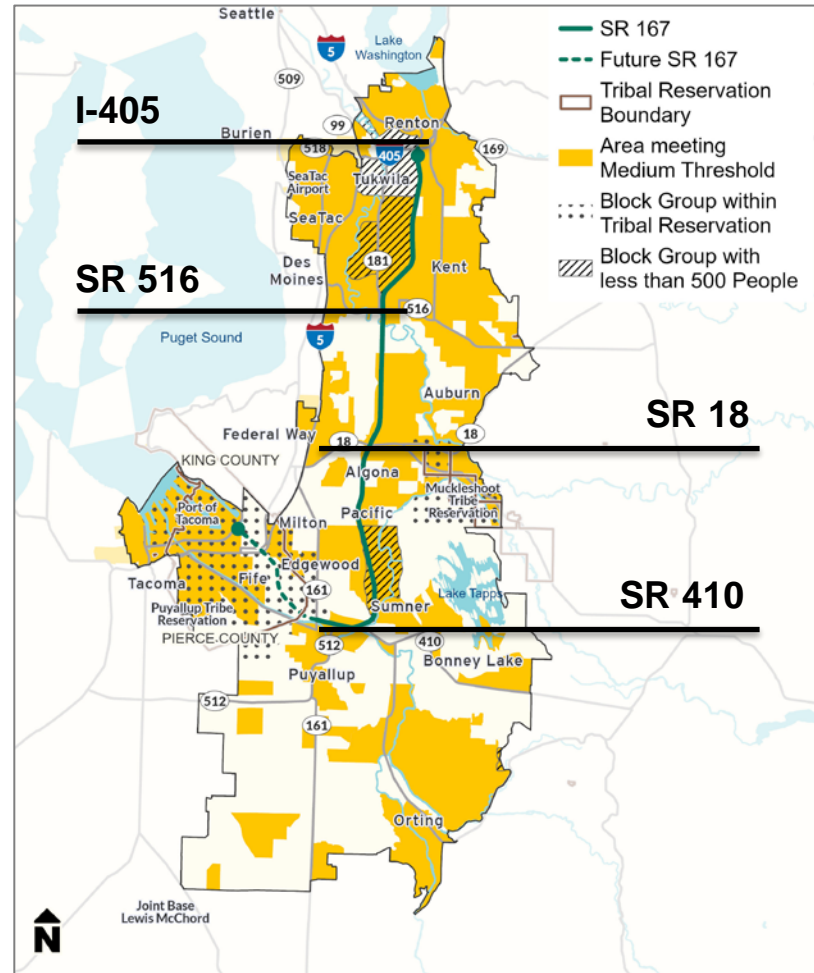 Seattle
5
Lake
Washington
509
I-405
99
Renton
Burien
518
405
169
SeaTac
Airport
Tukwila
SeaTac
Des
Moines
181
Kent
SR 516
516
Puget Sound
5
Auburn
SR 18
Federal Way
18
18
KING COUNTY
Algona
Muckleshoot
Tribe
Reservation
Port of
Tacoma
Pacific
Milton
Fife
Edgewood
Tacoma
161
Puyallup Tribe
Reservation
Sumner
Lake Tapps
SR 410
PIERCE COUNTY
512
410
Bonney Lake
Puyallup
512
161
Orting
Joint Base
Lewis McChord
N
SR 167
Future SR 167
Tribal Reservation
Boundary
Area meeting
Medium Threshold
Block Group within
Tribal Reservation
Block Group with
less than 500 People